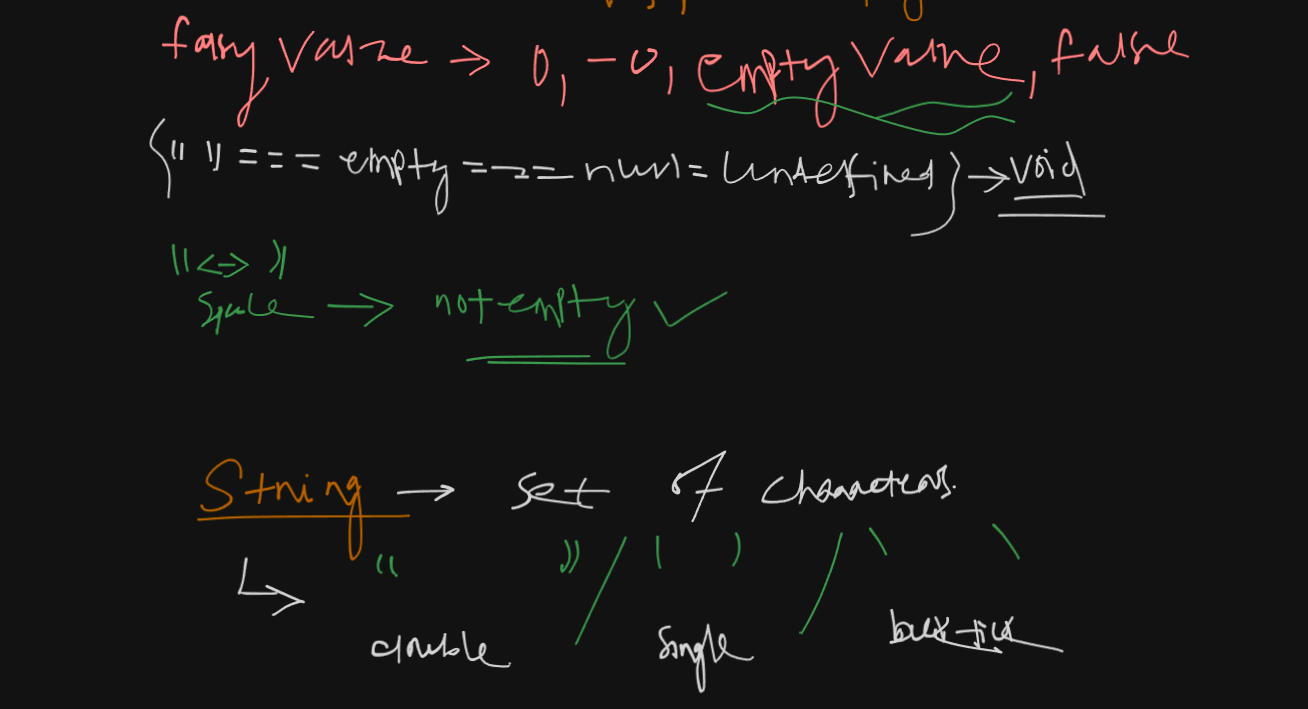 falsy value → 0, -0, empty value, false
{ " " === empty === null = undefined } → void
" <-> "
space → not empty ✓
String → set of characters.
" " / ' ' / ` `
double single backtick